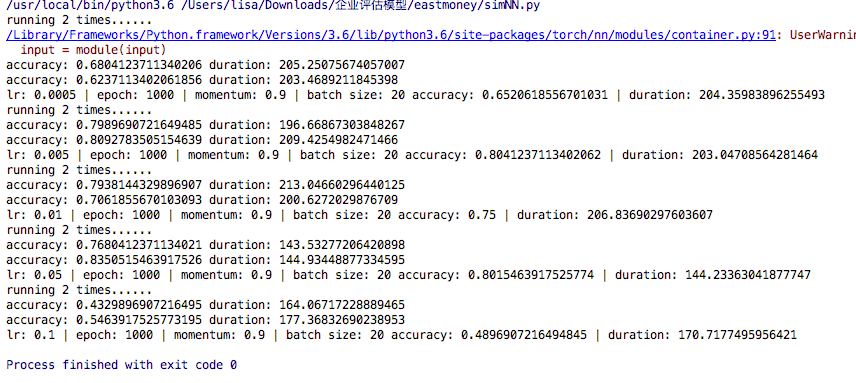 /usr/local/bin/python3.6 /Users/lisa/Downloads/企业评估模型/eastmoney/simNN.py
running 2 times......
/Library/Frameworks/Python.framework/Versions/3.6/lib/python3.6/site-packages/torch/nn/modules/container.py:91: UserWarnin
input = module(input)
accuracy: 0.6804123711340206 duration: 205.25075674057007
accuracy: 0.6237113402061856 duration: 203.4689211845398
lr: 0.0005 | epoch: 1000 | momentum: 0.9 | batch size: 20 accuracy: 0.6520618556701031 | duration: 204.35983896255493
running 2 times......
accuracy: 0.7989690721649485 duration: 196.66867303848267
accuracy: 0.8092783505154639 duration: 209.4254982471466
lr: 0.005 | epoch: 1000 | momentum: 0.9 | batch size: 20 accuracy: 0.8041237113402062 | duration: 203.04708564281464
running 2 times......
accuracy: 0.7938144329896907 duration: 213.04660296440125
accuracy: 0.7061855670103093 duration: 200.6272029876709
lr: 0.01 | epoch: 1000 | momentum: 0.9 | batch size: 20 accuracy: 0.75 | duration: 206.83690297603607
running 2 times......
accuracy: 0.7680412371134021 duration: 143.53277206420898
accuracy: 0.8350515463917526 duration: 144.93448877334595
lr: 0.05 | epoch: 1000 | momentum: 0.9 | batch size: 20 accuracy: 0.8015463917525774 | duration: 144.23363041877747
running 2 times......
accuracy: 0.4329896907216495 duration: 164.06717228889465
accuracy: 0.5463917525773195 duration: 177.36832690238953
lr: 0.1 | epoch: 1000 | momentum: 0.9 | batch size: 20 accuracy: 0.4896907216494845 | duration: 170.7177495956421
Process finished with exit code 0